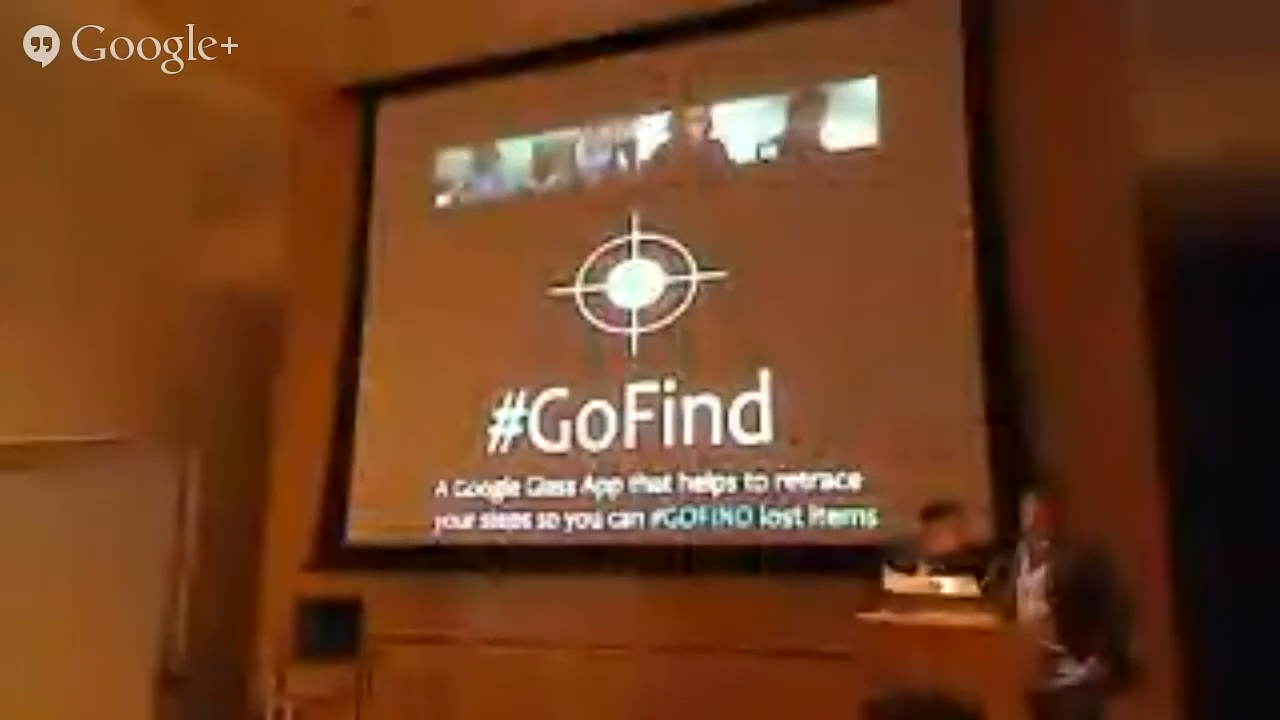 Google+
#GoFind
A Google Glass App that helps to retrace
your steps so you can #GOFIND lost items